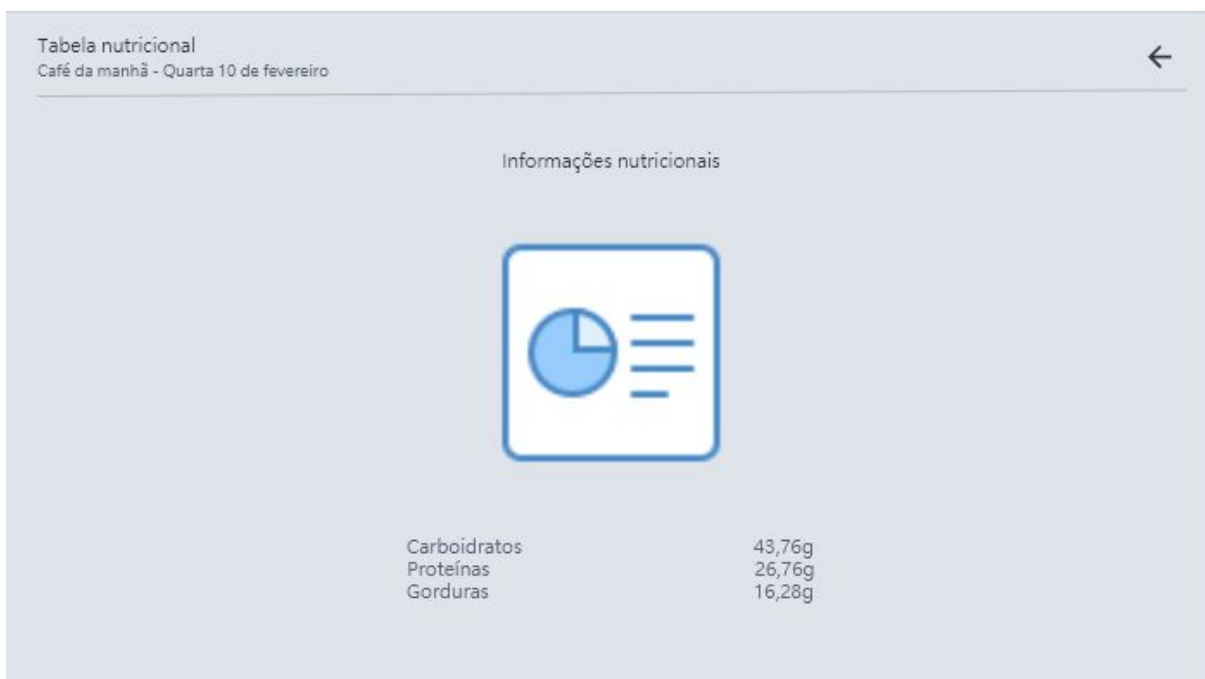 Tabela nutricional
Café da manhã - Quarta 10 de fevereiro
Informações nutricionais
Carboidratos 43,76g
Proteínas 26,76g
Gorduras 16,28g